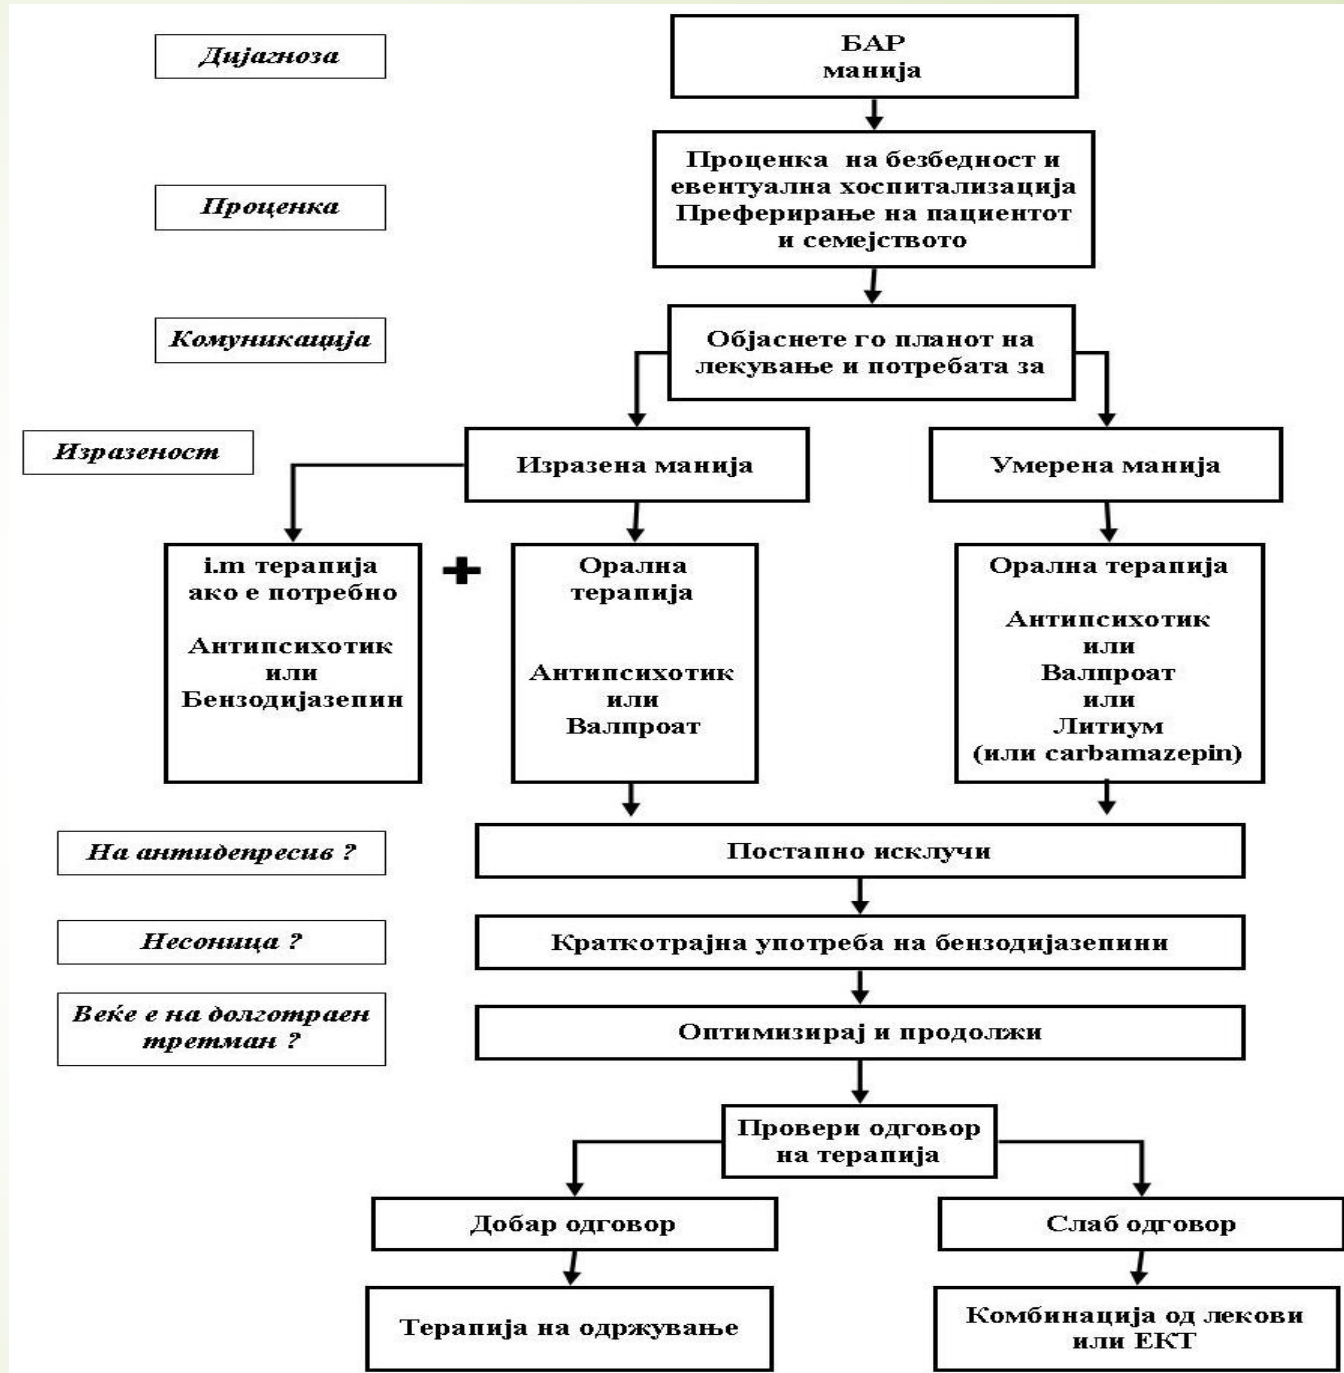 Дијагноза
БАР
манија
Проценка
Проценка на безбедност и
евентуална хоспитализација
Преферирање на пациентот
и семејството
Комуникација
Објаснете го планот на
лекување и потребата за
Изразеност
Изразена манија
Умерена манија
i.m терапија
ако е потребно
Антипсихотик
или
Бензодијазепин
+
Орална
терапија
Антипсихотик
или
Валпроат
Орална терапија
Антипсихотик
или
Валпроат
или
Литиум
(или carbamazepin)
На антидепресив ?
Постапно исклучи
Несоница ?
Краткотрајна употреба на бензодијазепини
Веќе е на долготраен
третман ?
Оптимизирај и продолжи
Провери одговор
на терапија
Добар одговор
Слаб одговор
Терапија на одржување
Комбинација од лекови
или ЕКТ